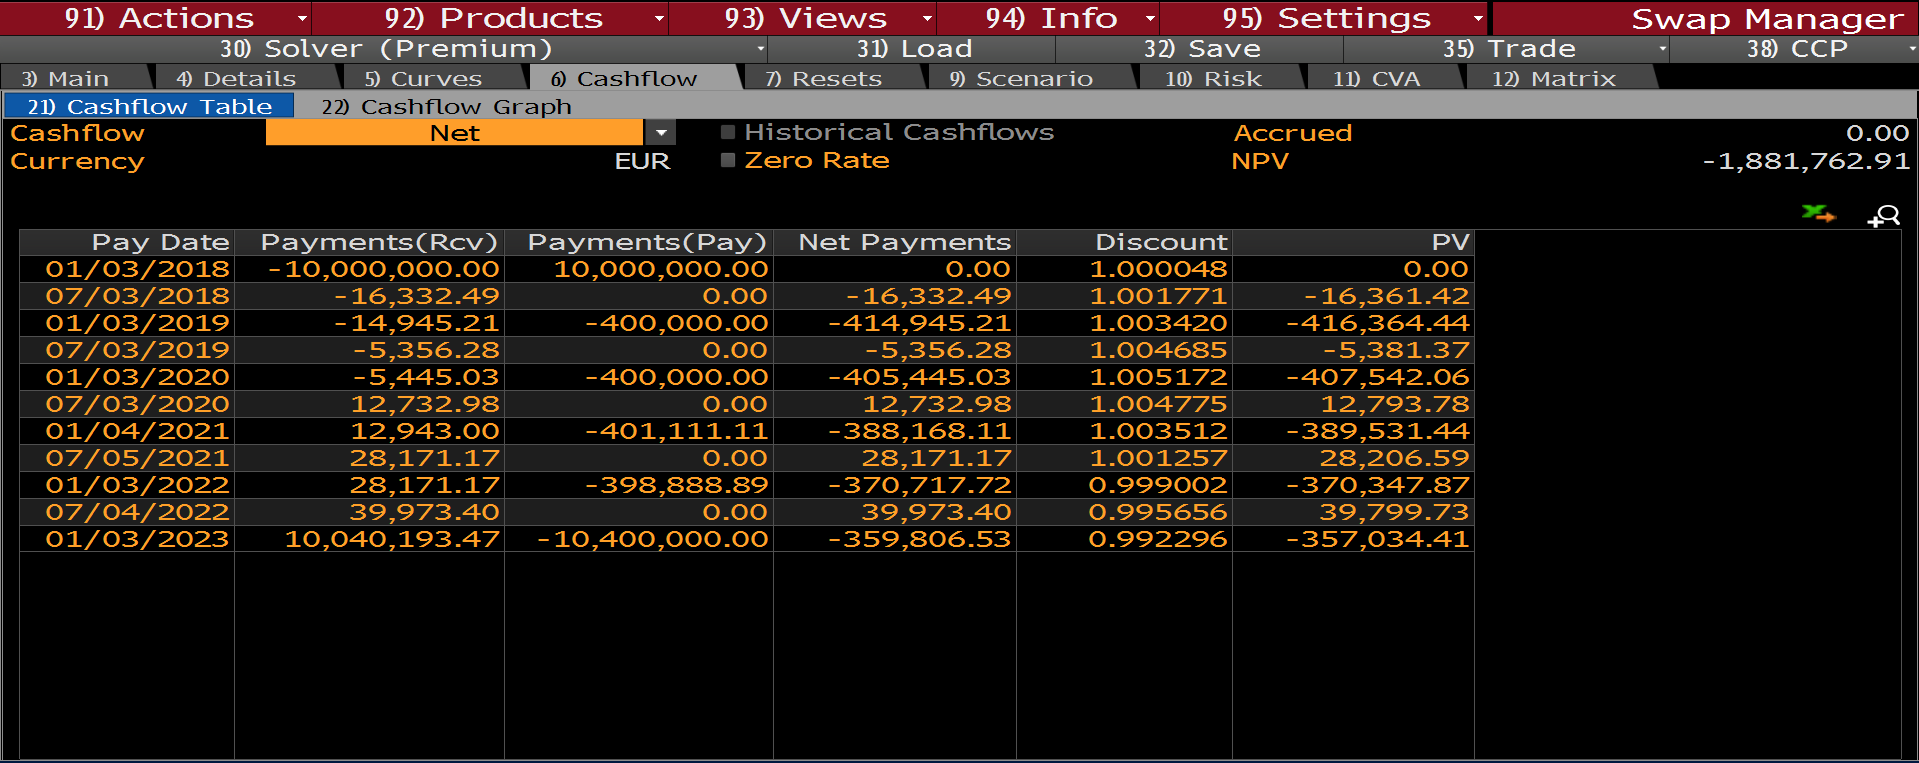 91) Actions 92) Products 93) Views 94) Info 95) Settings Swap Manager
30) Solver (Premium) 31) Load 32) Save 35) Trade 38) CCP
3) Main 4) Details 5) Curves 6) Cashflow 7) Resets 9) Scenario 10) Risk 11) CVA 12) Matrix
21) Cashflow Table 22) Cashflow Graph
Cashflow Net Historical Cashflows Accrued 0.00
Currency EUR Zero Rate NPV -1,881,762.91
Pay Date Payments(Rcv) Payments(Pay) Net Payments Discount PV
01/03/2018 -10,000,000.00 10,000,000.00 0.00 1.000048 0.00
07/03/2018 -16,332.49 0.00 -16,332.49 1.001771 -16,361.42
01/03/2019 -14,945.21 -400,000.00 -414,945.21 1.003420 -416,364.44
07/03/2019 -5,356.28 0.00 -5,356.28 1.004685 -5,381.37
01/03/2020 -5,445.03 -400,000.00 -405,445.03 1.005172 -407,542.06
07/03/2020 12,732.98 0.00 12,732.98 1.004775 12,793.78
01/04/2021 12,943.00 -401,111.11 -388,168.11 1.003512 -389,531.44
07/05/2021 28,171.17 0.00 28,171.17 1.001257 28,206.59
01/03/2022 28,171.17 -398,888.89 -370,717.72 0.999002 -370,347.87
07/04/2022 39,973.40 0.00 39,973.40 0.995656 39,799.73
01/03/2023 10,040,193.47 -10,400,000.00 -359,806.53 0.992296 -357,034.41